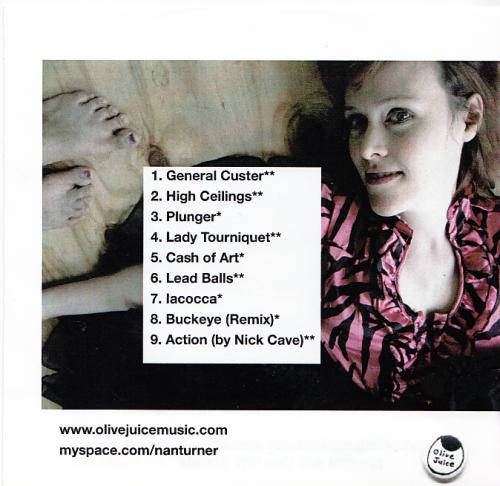 1. General Custer**
2. High Ceilings**
3. Plunger*
4. Lady Tourniquet**
5. Cash of Art*
6. Lead Balls**
7. Iacocca*
8. Buckeye (Remix)*
9. Action (by Nick Cave)**
www.olivejuicemusic.com
myspace.com/nanturner
Olive
Juice